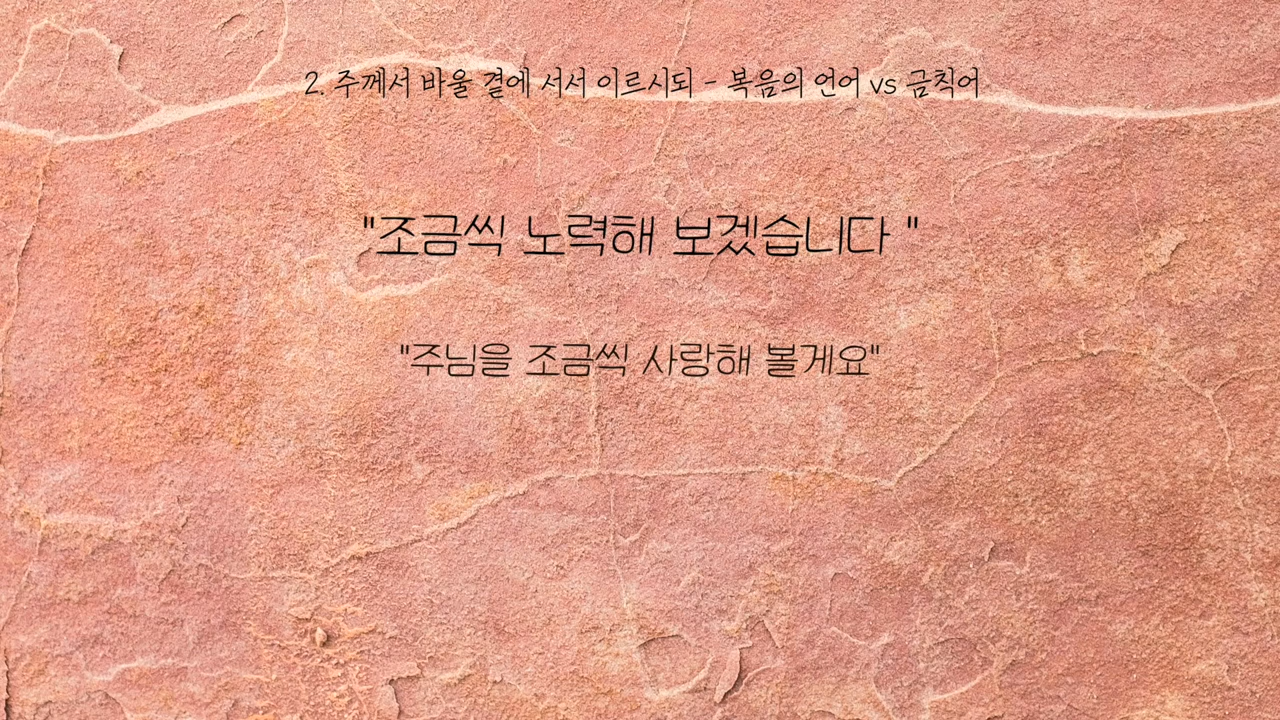 2. 주께서 바울 곁에 서서 이르시되 - 복음의 언어 vs 금칙어
"조금씩 노력해 보겠습니다 "
"주님을 조금씩 사랑해 볼게요"